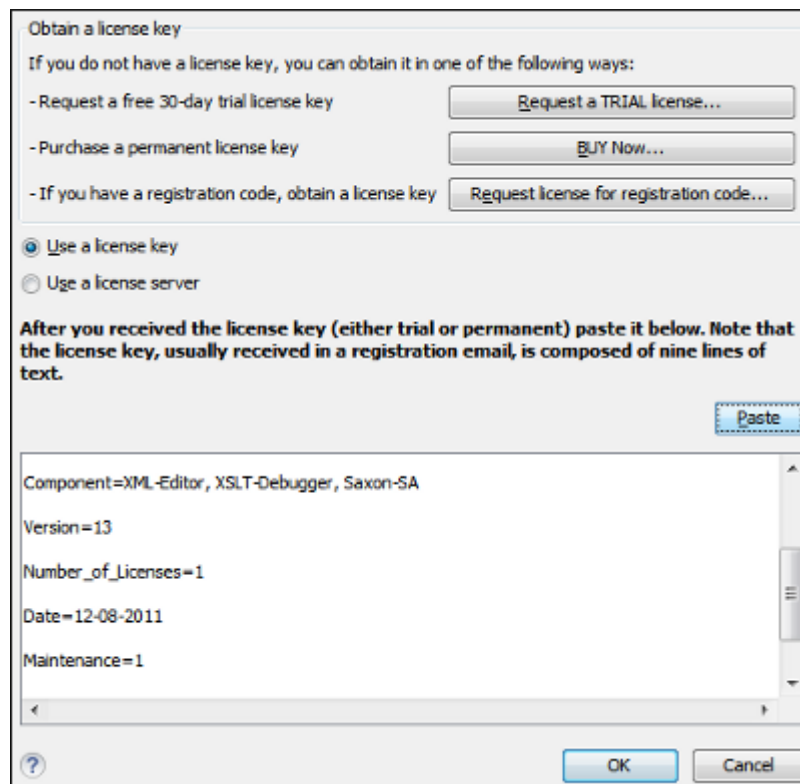 Obtain a license key
If you do not have a license key, you can obtain it in one of the following ways:
- Request a free 30-day trial license key Request a TRIAL license...
- Purchase a permanent license key BUY Now...
- If you have a registration code, obtain a license key Request license for registration code...
Use a license key
Use a license server
After you received the license key (either trial or permanent) paste it below. Note that
the license key, usually received in a registration email, is composed of nine lines of
text.
Paste
Component=XML-Editor, XSLT-Debugger, Saxon-SA
Version=13
Number_of_Licenses=1
Date=12-08-2011
Maintenance=1
? OK Cancel